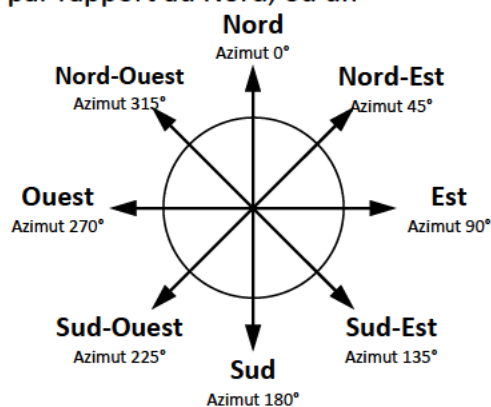 par rapport au Nord, ou un
Nord
Azimut 0°
Nord-Ouest
Azimut 315°
Nord-Est
Azimut 45°
Ouest
Azimut 270°
Est
Azimut 90°
Sud-Ouest
Azimut 225°
Sud-Est
Azimut 135°
Sud
Azimut 180°